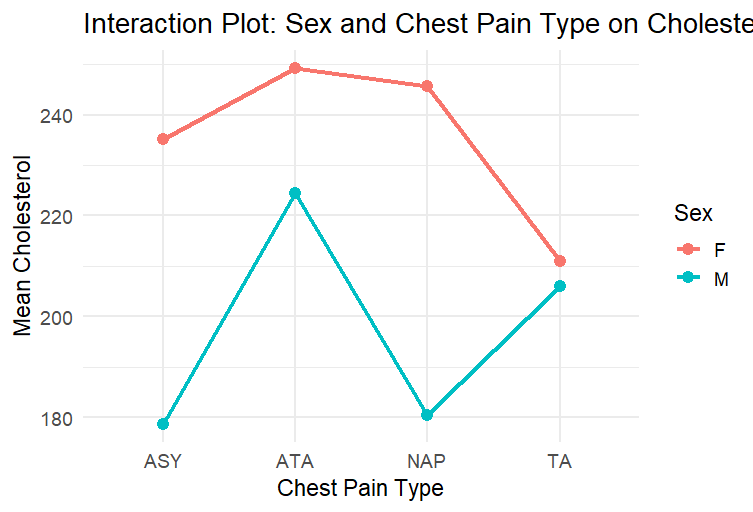 Interaction Plot: Sex and Chest Pain Type on Choleste
240
220
200
180
Mean Cholesterol
ASY ATA NAP TA
Chest Pain Type
Sex
F
M